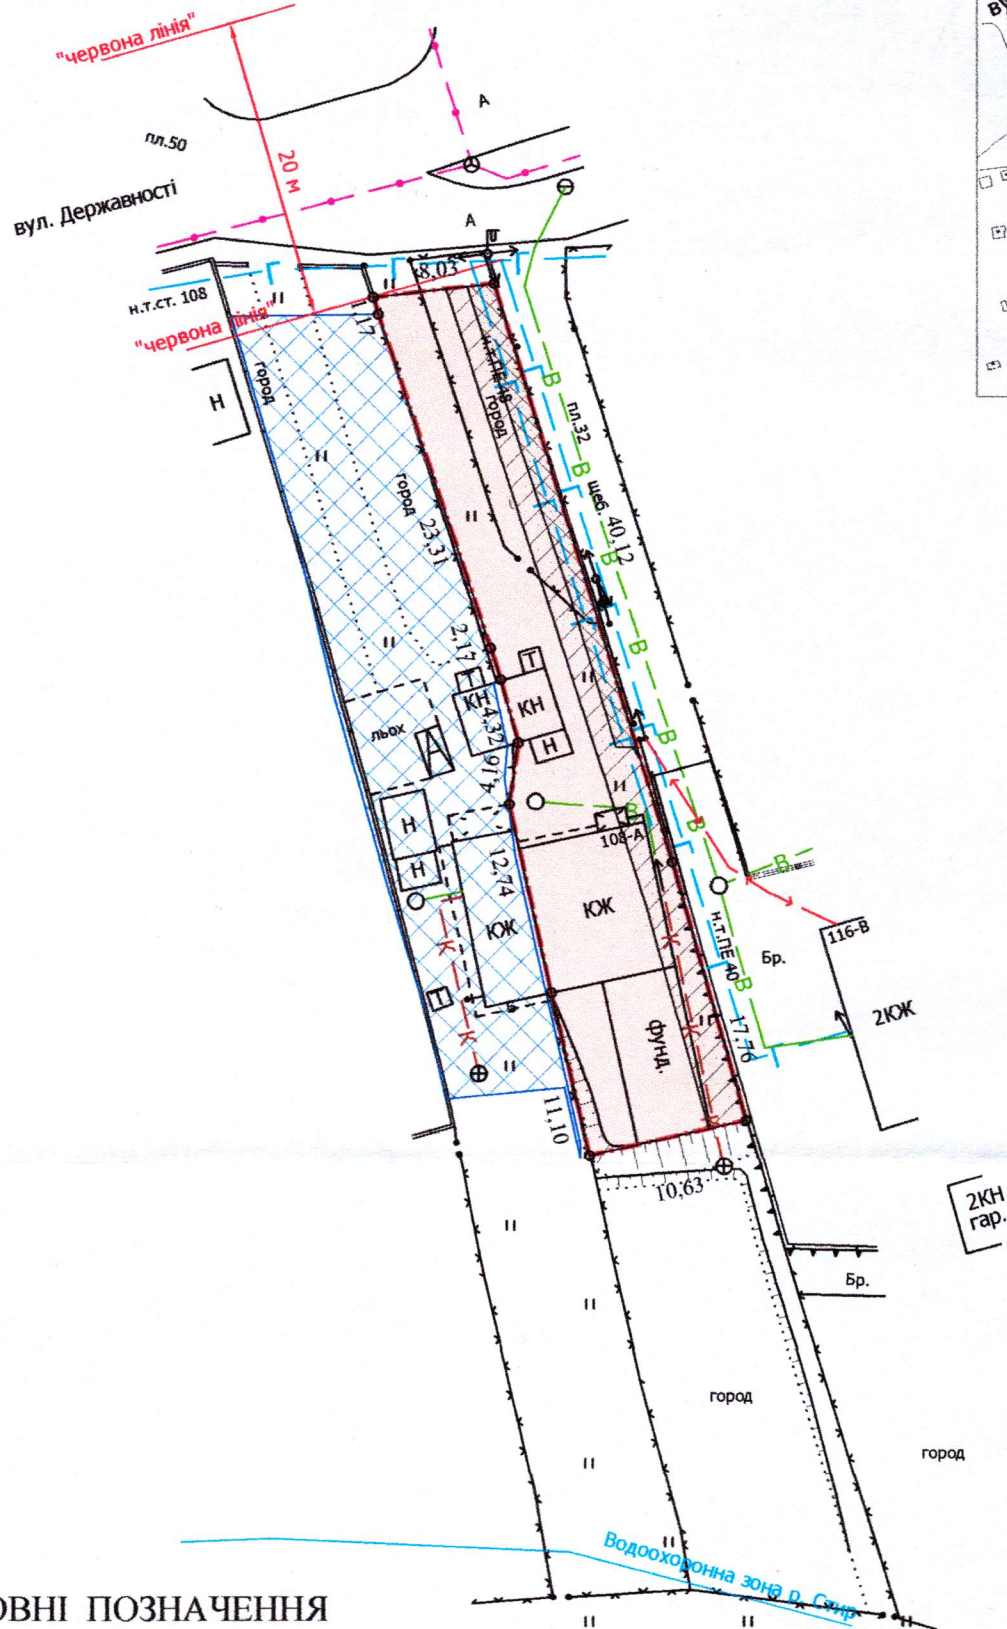 "червона лінія"
А
пл.50
20 м
вул. Державності
А
8,03
н.т.ст. 108
"червона лінія"
1,17
Г
Г
Г
Н
город
н.т.ПЕ 48
город
В
пл.32
В
щеб.
40,12
город
23,31
В
2,17
Т
Т
В
КН
КН
4,32
льох
Н
В
4,16
Н
В
108-А
В
В
12,74
Н
КЖ
КЖ
К
К
н.т.ПЕ 40
В
Бр.
116-В
2КЖ
17,76
К
К
фунд.
11,10
10,63
2КН
гар.
Бр.
город
город
Водоохоронна зона р. Стир
ОВНІ ПОЗНАЧЕННЯ